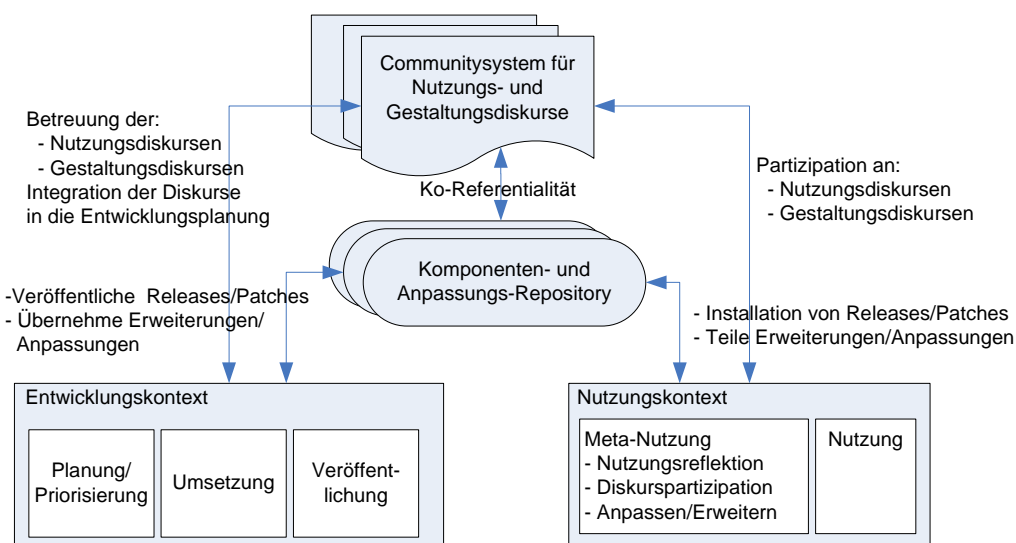 Communitysystem für
Nutzungs- und
Gestaltungsdiskurse
Betreuung der:
- Nutzungsdiskursen
- Gestaltungsdiskursen
Integration der Diskurse
in die Entwicklungsplanung
Partizipation an:
- Nutzungsdiskursen
- Gestaltungsdiskursen
Ko-Referentialität
Komponenten- und
Anpassungs-Repository
-Veröffentliche Releases/Patches
- Übernehme Erweiterungen/
Anpassungen
- Installation von Releases/Patches
- Teile Erweiterungen/Anpassungen
Entwicklungskontext
Planung/
Priorisierung
Umsetzung
Veröffent-
lichung
Nutzungskontext
Meta-Nutzung
- Nutzungsreflektion
- Diskurspartizipation
- Anpassen/Erweitern
Nutzung